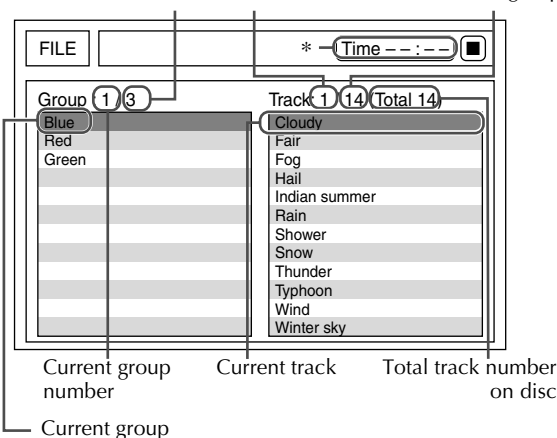 FILE
* Time – – : – –
Group 1 / 3
Track 1 / 14 (Total 14)
Blue
Red
Green
Cloudy
Fair
Fog
Hail
Indian summer
Rain
Shower
Snow
Thunder
Typhoon
Wind
Winter sky
Current group number
Current track
Total track number on disc
Current group